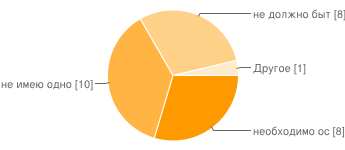 не должно быт [8]
Другое [1]
не имею одно [10]
необходимо ос [8]